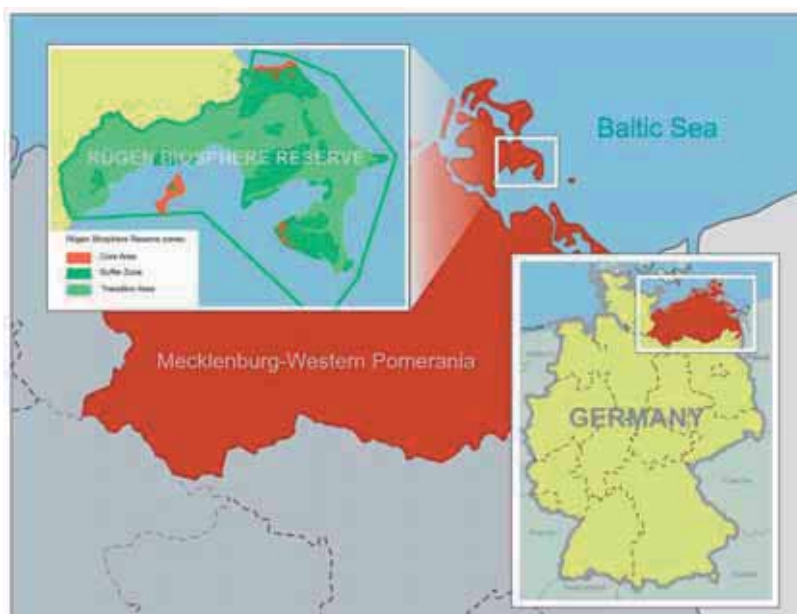 RÜGEN BIOSPHERE RESERVE
Rügen Biosphere Reserve zones:
Core Area
Buffer Zone
Transition Area
Baltic Sea
Mecklenburg-Western Pomerania
GERMANY